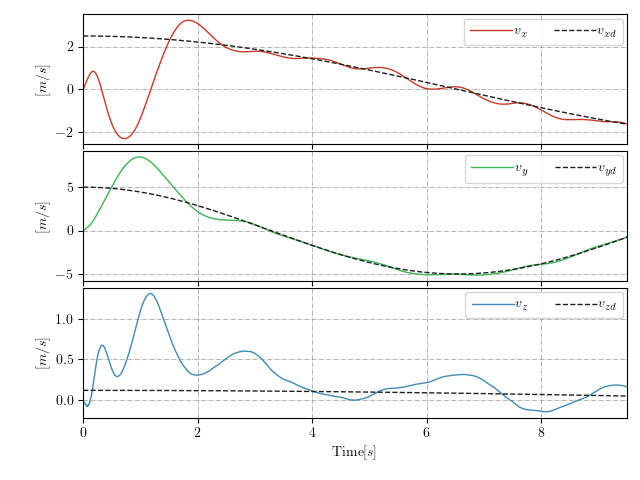 v_x v_xd
2
0
−2
[m/s]
v_y v_yd
5
0
−5
[m/s]
v_z v_zd
1.0
0.5
0.0
[m/s]
0 2 4 6 8
Time[s]